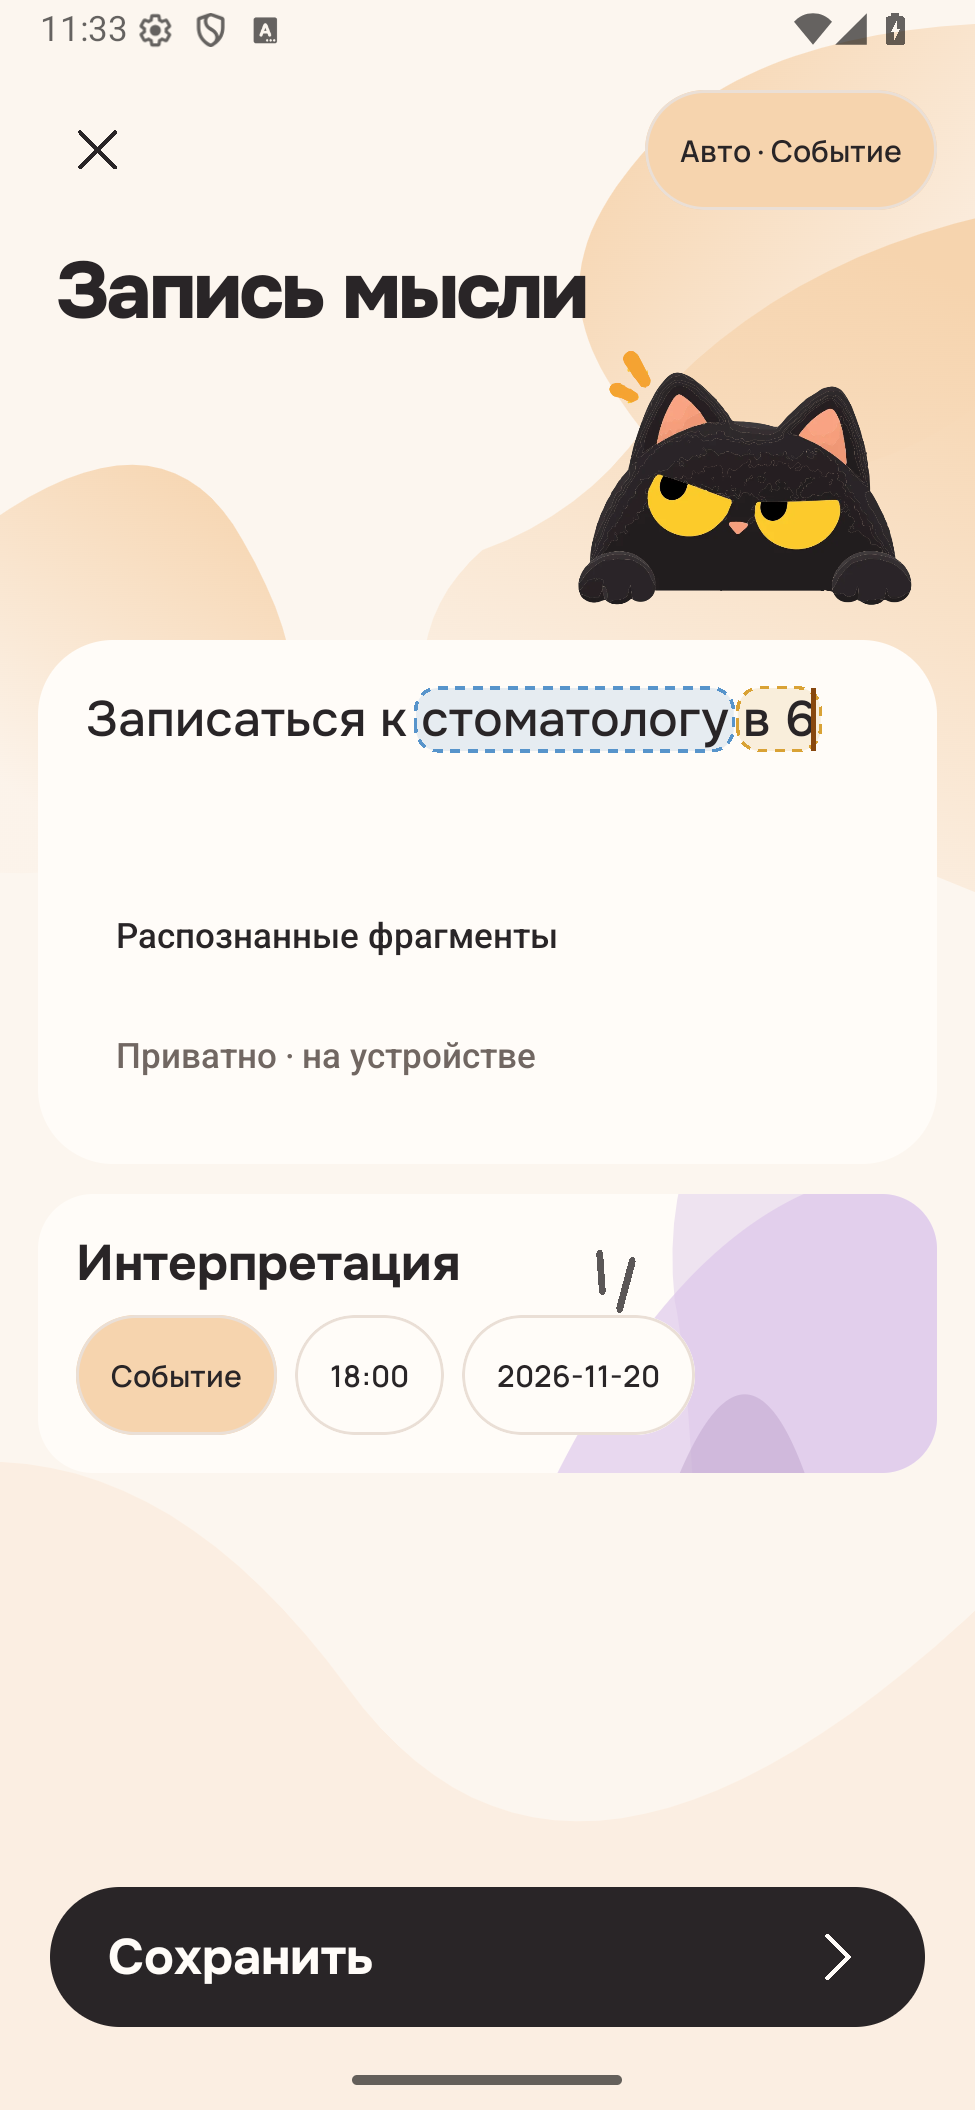 11:33
Авто · Событие
Запись мысли
Записаться к стоматологу в 6
Распознанные фрагменты
Приватно · на устройстве
Интерпретация
Событие 18:00 2026-11-20
Сохранить